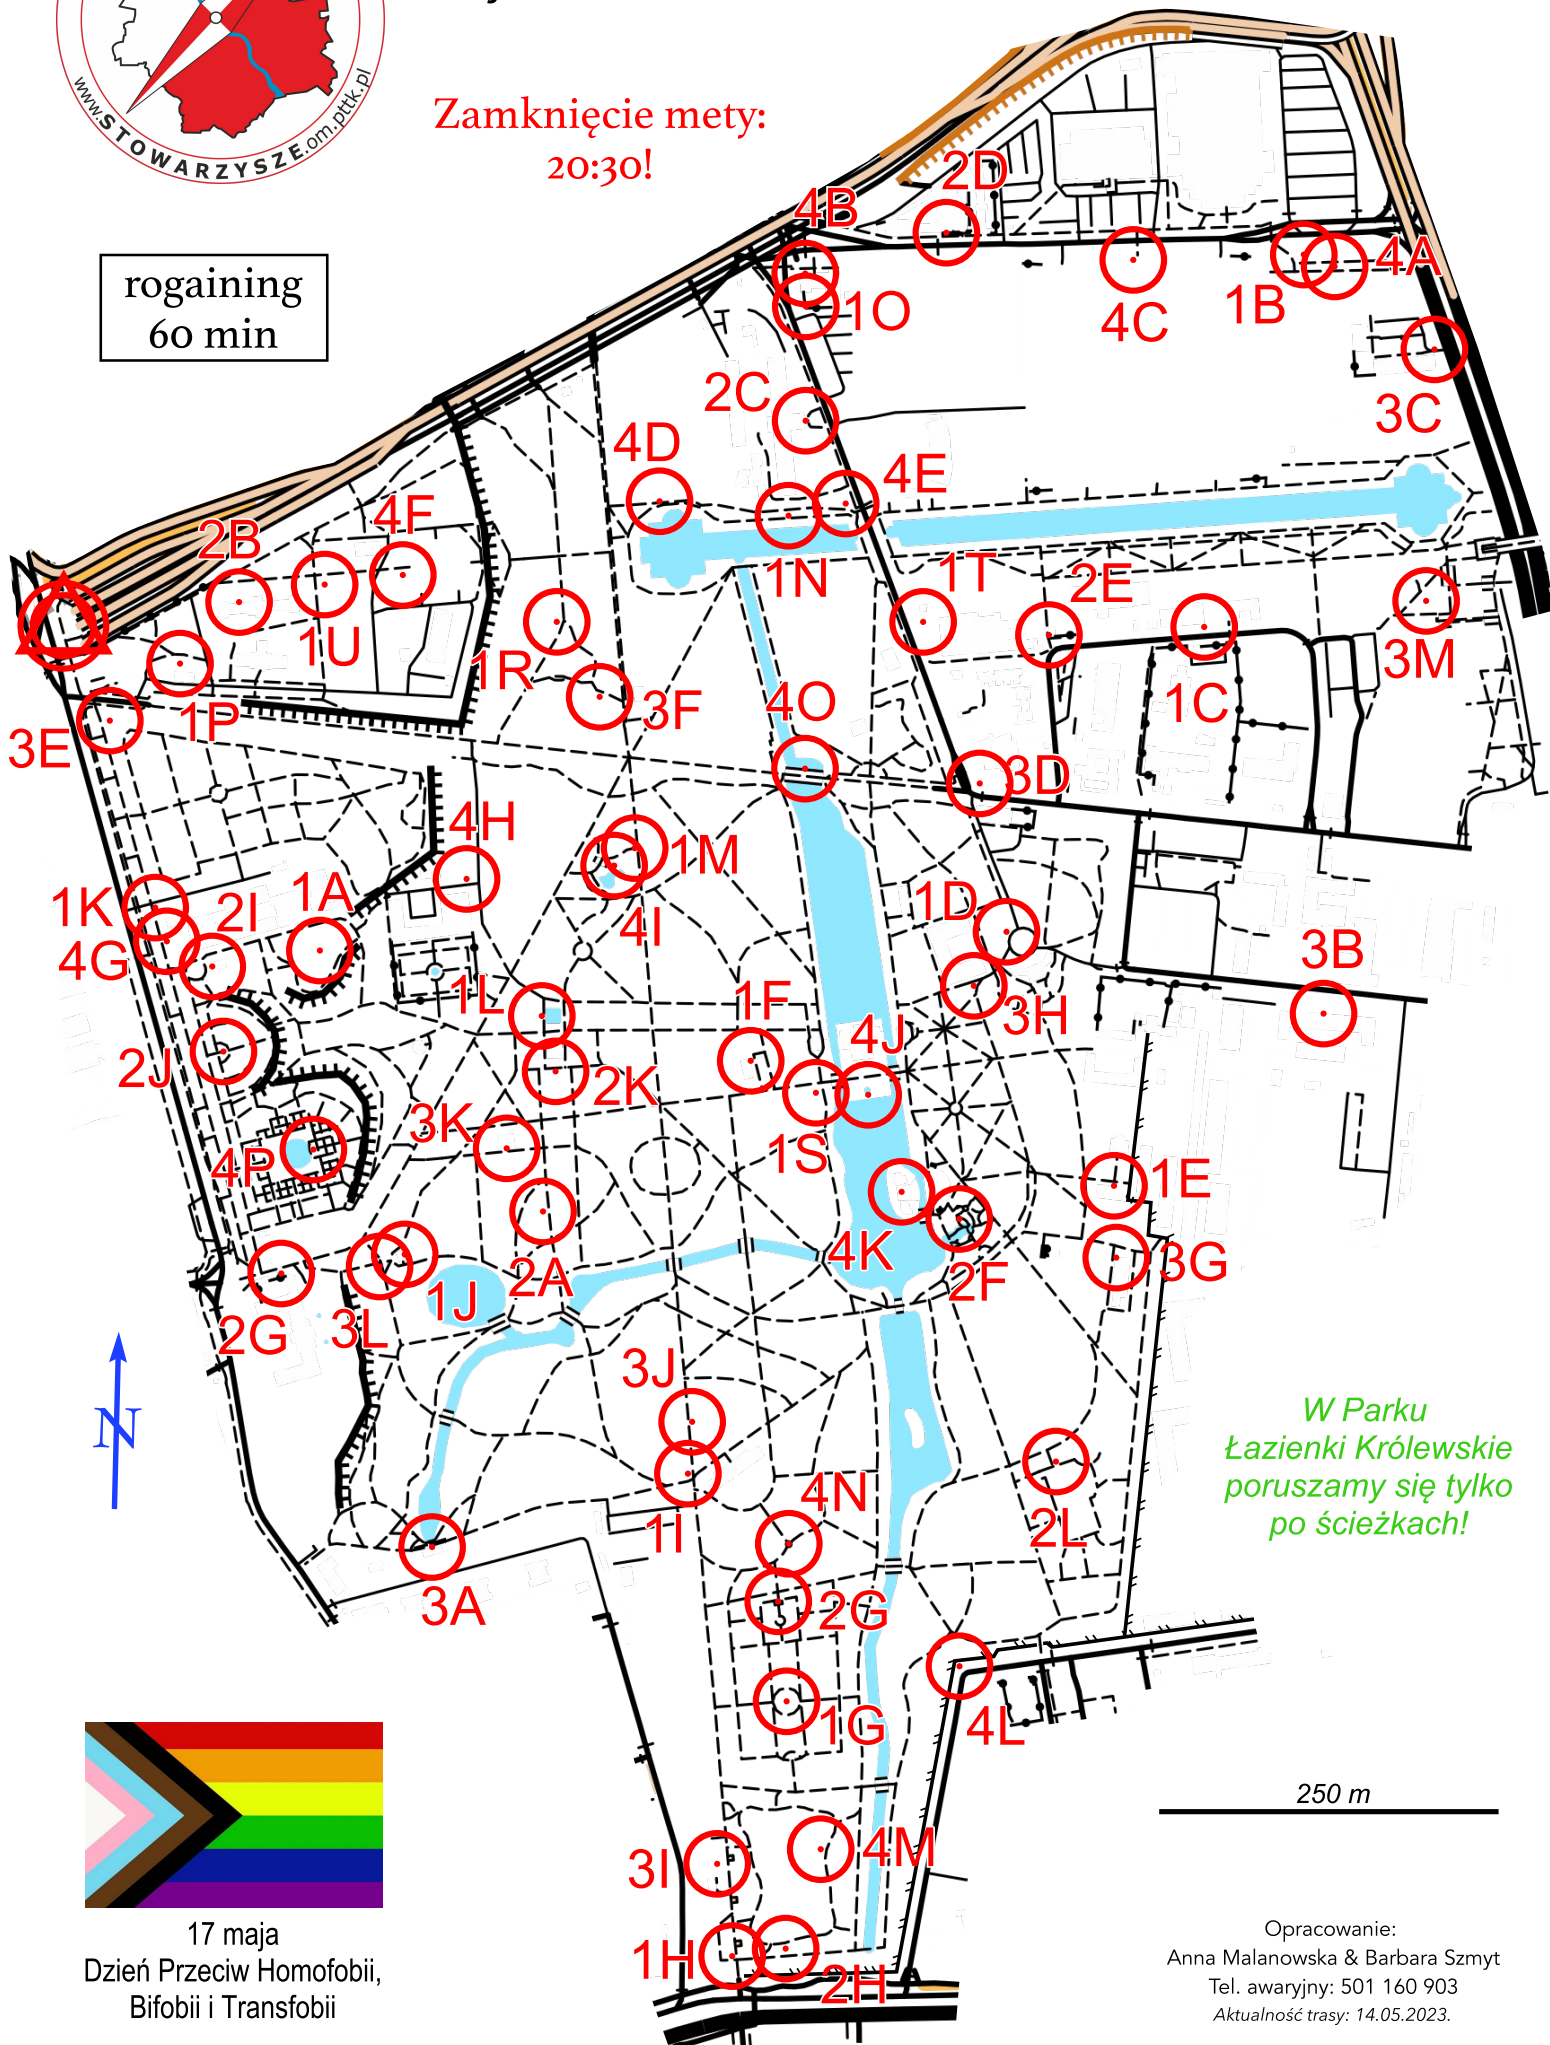 www.STOWARZYSZE.om.pttk.pl
Zamknięcie mety:
20:30!
rogaining
60 min
2D
4B
4A
1O
1B
4C
2C
3C
4D
4E
4F
2B
1N
1T
2E
1U
1R
3M
3F
4O
1C
1P
3E
3D
4H
1M
1A
1K
2I
1D
4I
4G
3B
1L
1F
3H
4J
2J
2K
3K
1S
4P
1E
4K
3G
2A
2F
1J
2G
3L
3J
N
W Parku
Łazienki Królewskie
poruszamy się tylko
po ścieżkach!
4N
1I
2L
3A
2G
1G
4L
250 m
4M
3I
1H
2H
17 maja
Dzień Przeciw Homofobii,
Bifobii i Transfobii
Opracowanie:
Anna Malanowska & Barbara Szmyt
Tel. awaryjny: 501 160 903
Aktualność trasy: 14.05.2023.